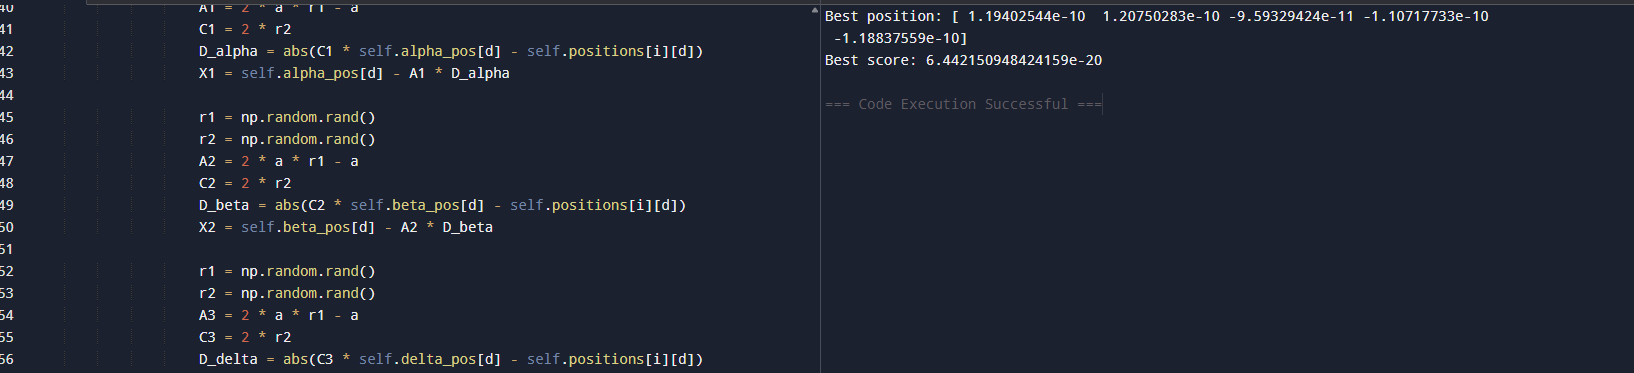 40 A1 = 2 * a * r1 - a
41 C1 = 2 * r2
42 D_alpha = abs(C1 * self.alpha_pos[d] - self.positions[i][d])
43 X1 = self.alpha_pos[d] - A1 * D_alpha
44
45 r1 = np.random.rand()
46 r2 = np.random.rand()
47 A2 = 2 * a * r1 - a
48 C2 = 2 * r2
49 D_beta = abs(C2 * self.beta_pos[d] - self.positions[i][d])
50 X2 = self.beta_pos[d] - A2 * D_beta
51
52 r1 = np.random.rand()
53 r2 = np.random.rand()
54 A3 = 2 * a * r1 - a
55 C3 = 2 * r2
56 D_delta = abs(C3 * self.delta_pos[d] - self.positions[i][d])
Best position: [ 1.19402544e-10  1.20750283e-10 -9.59329424e-11 -1.10717733e-10
 -1.18837559e-10]
Best score: 6.442150948424159e-20
=== Code Execution Successful ===